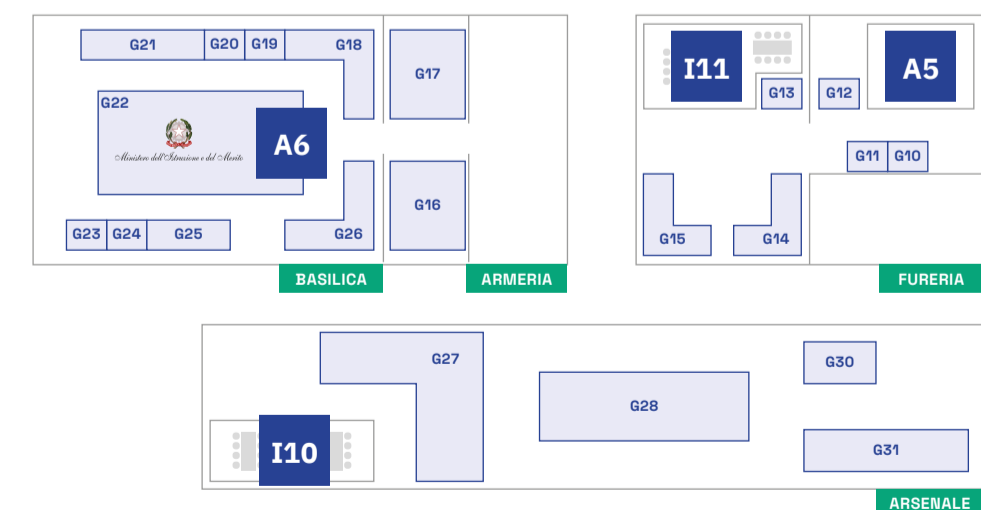 G21
G20
G19
G18
G17
G22
Ministero dell'Istruzione e del Merito
A6
G16
G23
G24
G25
G26
BASILICA
ARMERIA
I11
A5
G13
G12
G11
G10
G15
G14
FURERIA
G27
G28
G30
G31
I10
ARSENALE